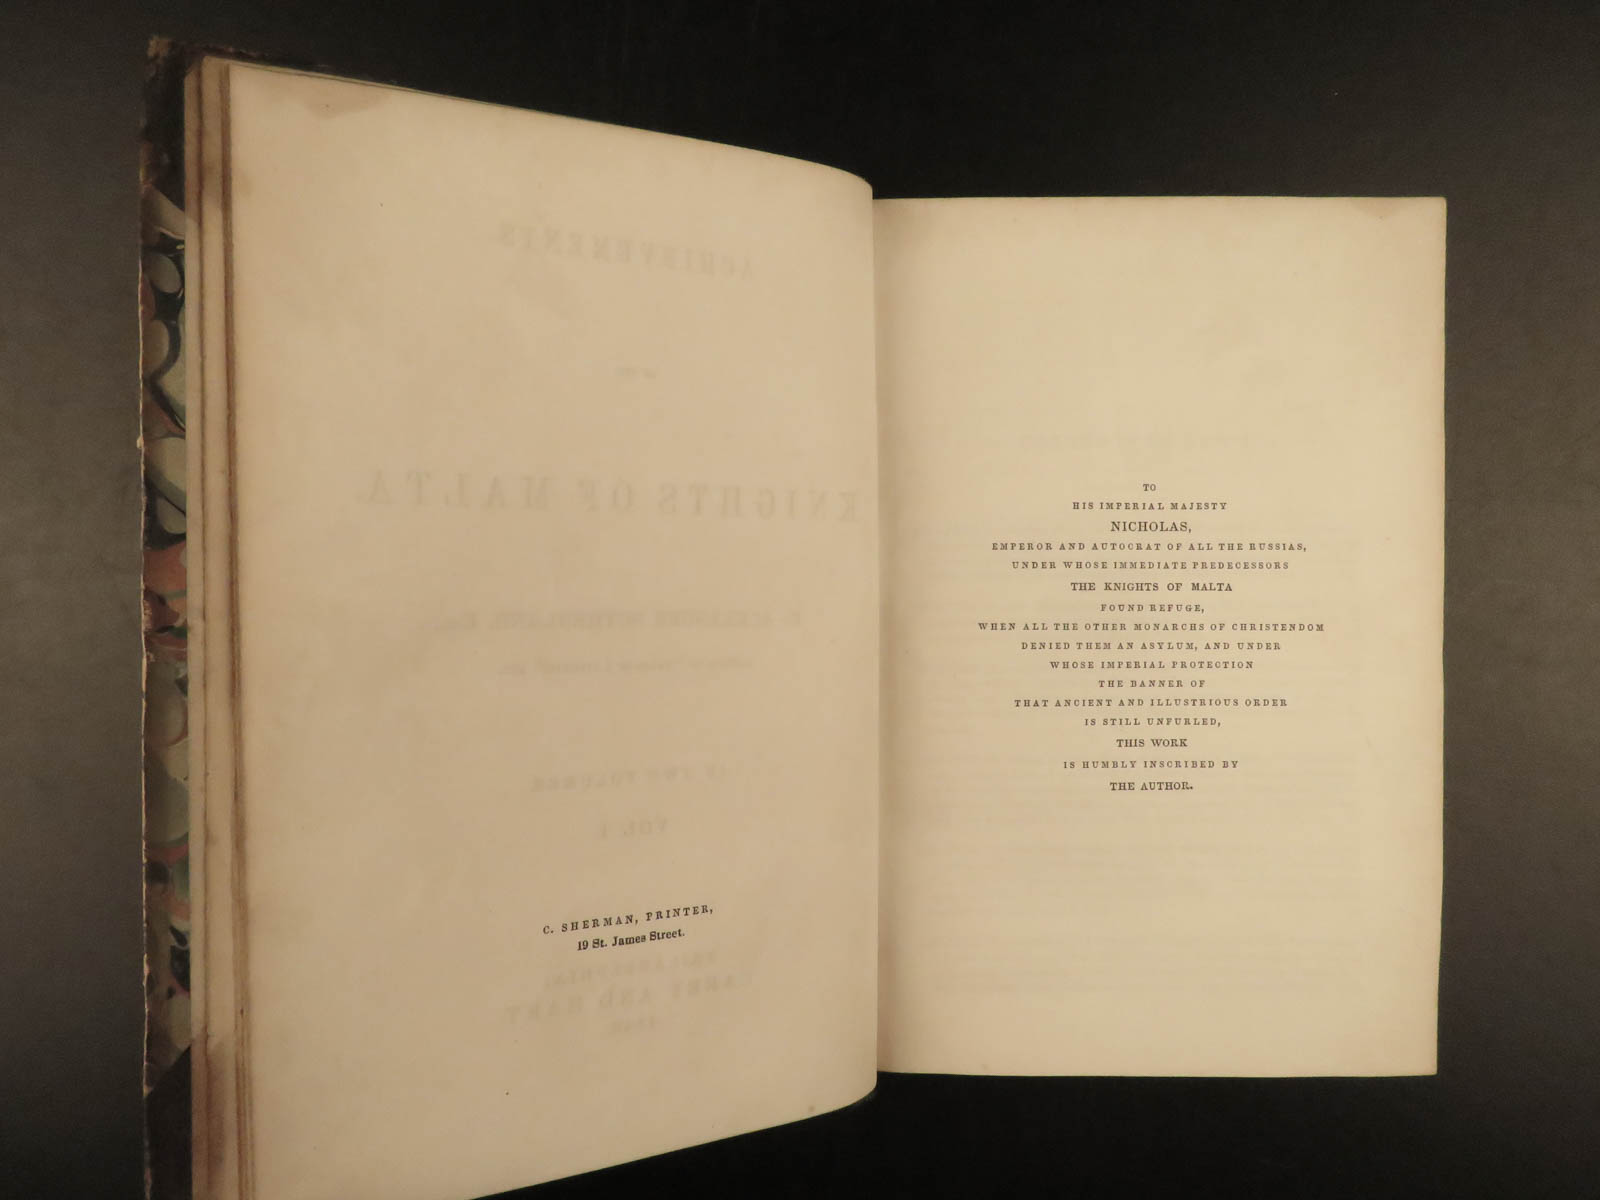 C. SHERMAN, PRINTER,
19 St. James Street.
TO
HIS IMPERIAL MAJESTY
NICHOLAS,
EMPEROR AND AUTOCRAT OF ALL THE RUSSIAS,
UNDER WHOSE IMMEDIATE PREDECESSORS
THE KNIGHTS OF MALTA
FOUND REFUGE,
WHEN ALL THE OTHER MONARCHS OF CHRISTENDOM
DENIED THEM AN ASYLUM, AND UNDER
WHOSE IMPERIAL PROTECTION
THE BANNER OF
THAT ANCIENT AND ILLUSTRIOUS ORDER
IS STILL UNFURLED,
THIS WORK
IS HUMBLY INSCRIBED BY
THE AUTHOR.